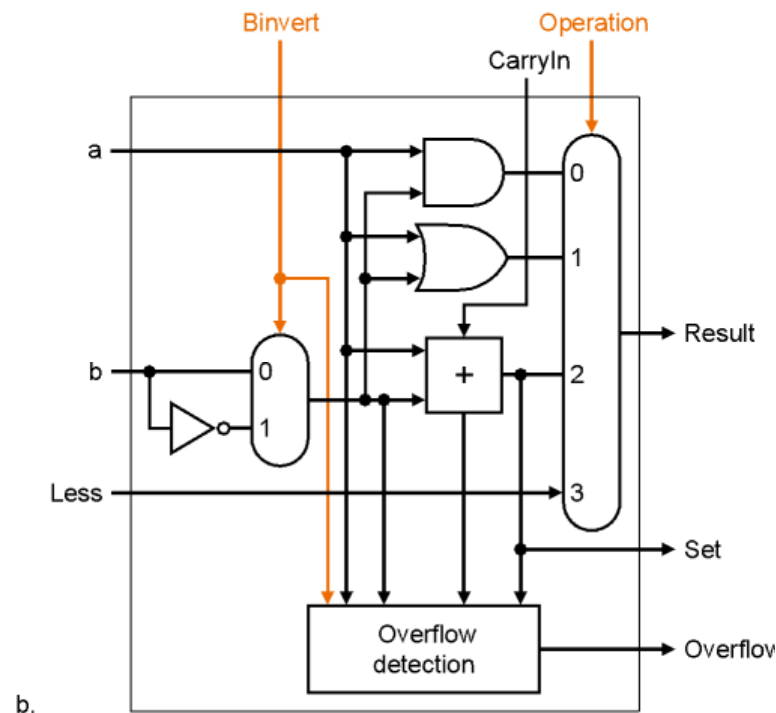 Binvert
Operation
CarryIn
a
0
1
+
2
Result
b
0
1
Less
3
Set
Overflow
detection
Overflow
b.